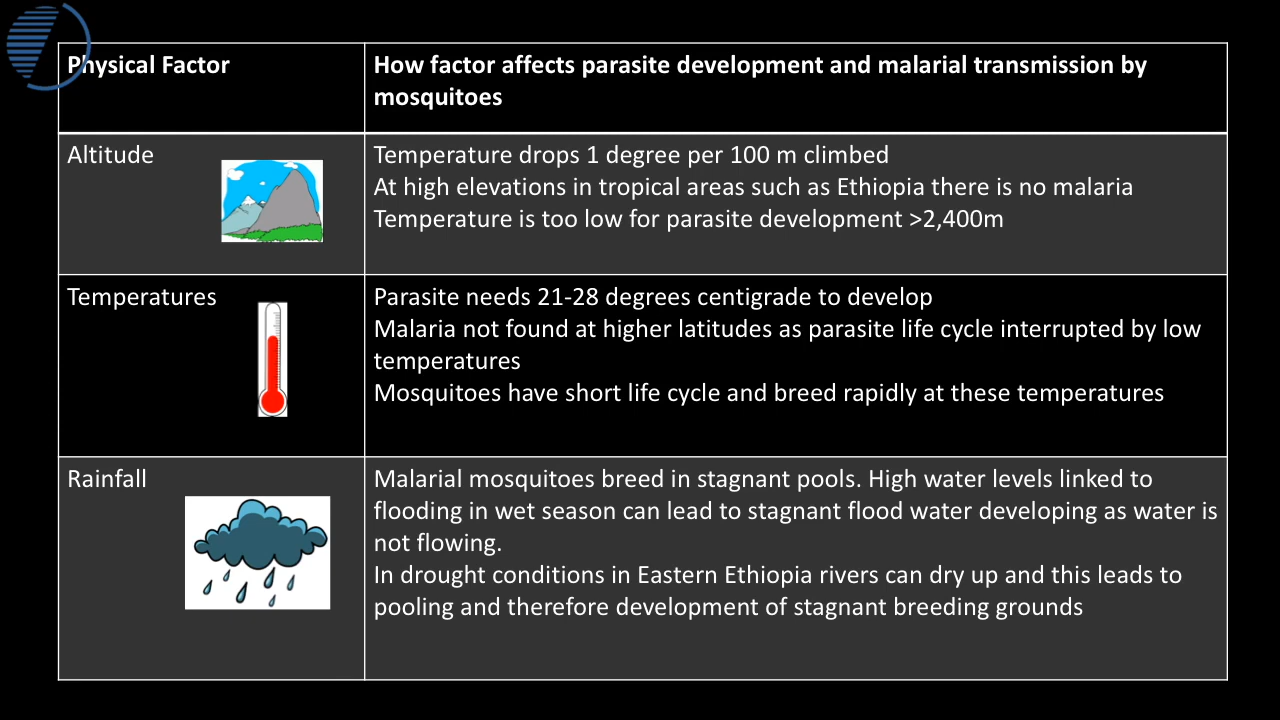 Physical Factor
How factor affects parasite development and malarial transmission by
mosquitoes
Altitude
Temperature drops 1 degree per 100 m climbed
At high elevations in tropical areas such as Ethiopia there is no malaria
Temperature is too low for parasite development >2,400m
Temperatures
Parasite needs 21-28 degrees centigrade to develop
Malaria not found at higher latitudes as parasite life cycle interrupted by low
temperatures
Mosquitoes have short life cycle and breed rapidly at these temperatures
Rainfall
Malarial mosquitoes breed in stagnant pools. High water levels linked to
flooding in wet season can lead to stagnant flood water developing as water is
not flowing.
In drought conditions in Eastern Ethiopia rivers can dry up and this leads to
pooling and therefore development of stagnant breeding grounds